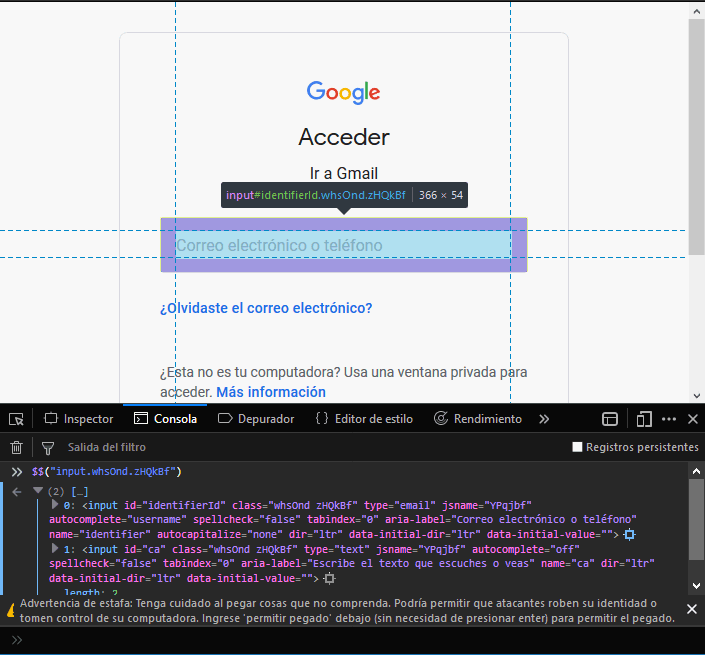 Google
Acceder
Ir a Gmail
input#identifierId.whsOnd.zHQkBf | 366 × 54
Correo electrónico o teléfono
¿Olvidaste el correo electrónico?
¿Esta no es tu computadora? Usa una ventana privada para
acceder. Más información
Inspector Consola Depurador { } Editor de estilo Rendimiento »
Salida del filtro Registros persistentes
» $$("input.whsOnd.zHQkBf")
(2) […]
0: <input id="identifierId" class="whsOnd zHQkBf" type="email" jsname="YPqjbf"
autocomplete="username" spellcheck="false" tabindex="0" aria-label="Correo electrónico o teléfono"
name="identifier" autocapitalize="none" dir="ltr" data-initial-dir="ltr" data-initial-value="">
1: <input id="ca" class="whsOnd zHQkBf" type="text" jsname="YPqjbf" autocomplete="off"
spellcheck="false" tabindex="0" aria-label="Escribe el texto que escuches o veas" name="ca" dir="ltr"
data-initial-dir="ltr" data-initial-value="">
length: 2
Advertencia de estafa: Tenga cuidado al pegar cosas que no comprenda. Podría permitir que atacantes roben su identidad o
tomen control de su computadora. Ingrese 'permitir pegado' debajo (sin necesidad de presionar enter) para permitir el pegado.
»